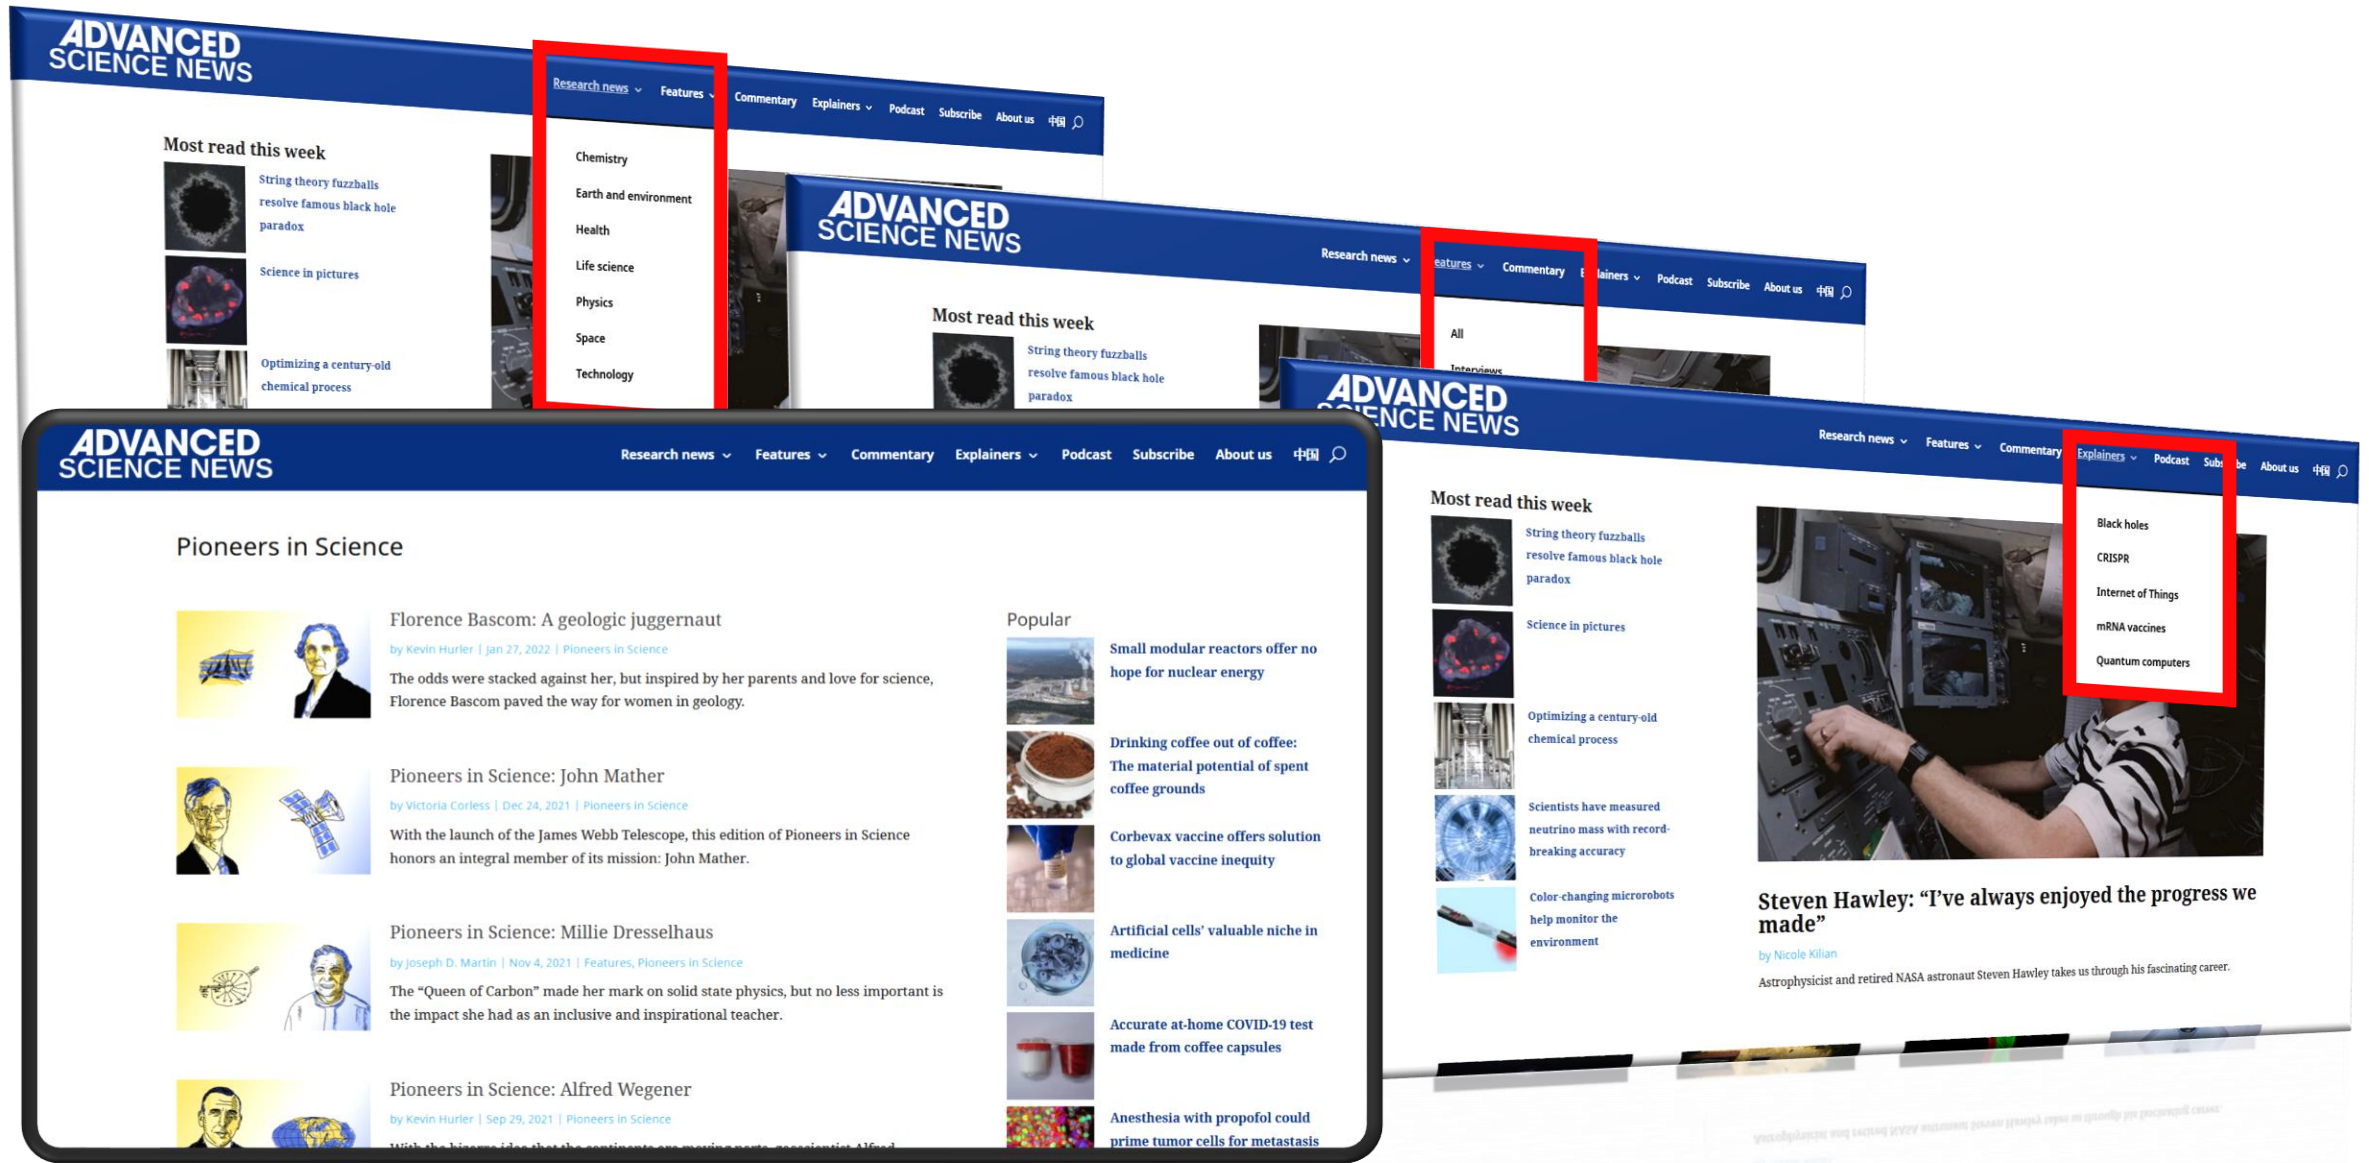 ADVANCED
SCIENCE NEWS
Research news Features Commentary Explainers Podcast Subscribe About us 中国
Most read this week
String theory fuzzballs
resolve famous black hole
paradox
Science in pictures
Optimizing a century-old
chemical process
Chemistry
Earth and environment
Health
Life science
Physics
Space
Technology
ADVANCED
SCIENCE NEWS
Research news eatures Commentary lainers Podcast Subscribe About us 中国
Most read this week
String theory fuzzballs
resolve famous black hole
paradox
All
Interviews
ADVANCED
SCIENCE NEWS
Research news Features Commentary Explainers Podcast Subscribe About us 中国
Pioneers in Science
Florence Bascom: A geologic juggernaut
by Kevin Hurler | Jan 27, 2022 | Pioneers in Science
The odds were stacked against her, but inspired by her parents and love for science,
Florence Bascom paved the way for women in geology.
Pioneers in Science: John Mather
by Victoria Corless | Dec 24, 2021 | Pioneers in Science
With the launch of the James Webb Telescope, this edition of Pioneers in Science
honors an integral member of its mission: John Mather.
Pioneers in Science: Millie Dresselhaus
by Joseph D. Martin | Nov 4, 2021 | Features, Pioneers in Science
The “Queen of Carbon” made her mark on solid state physics, but no less important is
the impact she had as an inclusive and inspirational teacher.
Pioneers in Science: Alfred Wegener
by Kevin Hurler | Sep 29, 2021 | Pioneers in Science
With the bizarre idea that the continents are moving parts, geoscientist Alfred
Popular
Small modular reactors offer no
hope for nuclear energy
Drinking coffee out of coffee:
The material potential of spent
coffee grounds
Corbevax vaccine offers solution
to global vaccine inequity
Artificial cells’ valuable niche in
medicine
Accurate at-home COVID-19 test
made from coffee capsules
Anesthesia with propofol could
prime tumor cells for metastasis
ADVANCED
SCIENCE NEWS
Research news Features Commentary Explainers Podcast Subs be About us 中国
Most read this week
String theory fuzzballs
resolve famous black hole
paradox
Science in pictures
Optimizing a century-old
chemical process
Scientists have measured
neutrino mass with record-
breaking accuracy
Color-changing microrobots
help monitor the
environment
Black holes
CRISPR
Internet of Things
mRNA vaccines
Quantum computers
Steven Hawley: “I’ve always enjoyed the progress we
made”
by Nicole Kilian
Astrophysicist and retired NASA astronaut Steven Hawley takes us through his fascinating career.